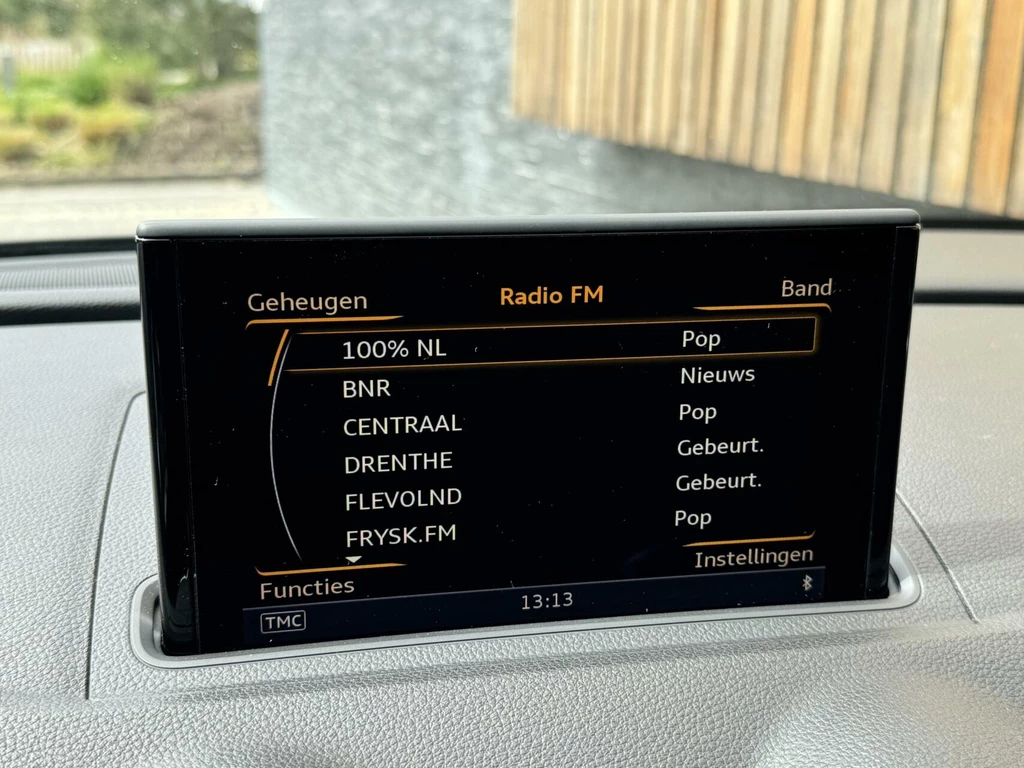 Geheugen Radio FM Band
100% NL Pop
BNR Nieuws
CENTRAAL Pop
DRENTHE Gebeurt.
FLEVOLND Gebeurt.
FRYSK.FM Pop
Functies Instellingen
TMC 13:13